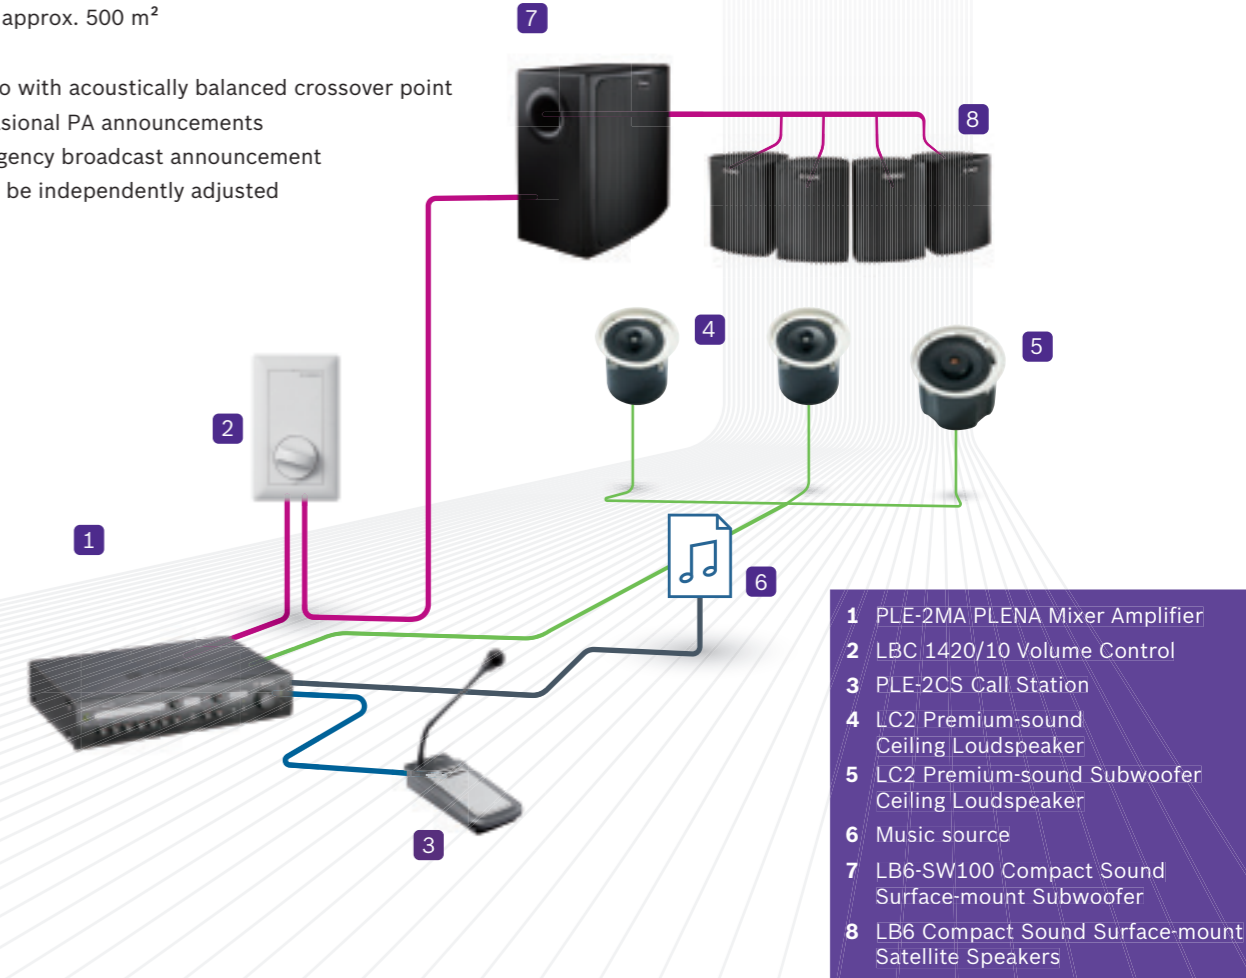 approx. 500 m²
o with acoustically balanced crossover point
sional PA announcements
gency broadcast announcement
be independently adjusted
7
8
4
5
2
1
6
3
1 PLE-2MA PLENA Mixer Amplifier
2 LBC 1420/10 Volume Control
3 PLE-2CS Call Station
4 LC2 Premium-sound
Ceiling Loudspeaker
5 LC2 Premium-sound Subwoofer
Ceiling Loudspeaker
6 Music source
7 LB6-SW100 Compact Sound
Surface-mount Subwoofer
8 LB6 Compact Sound Surface-mount
Satellite Speakers